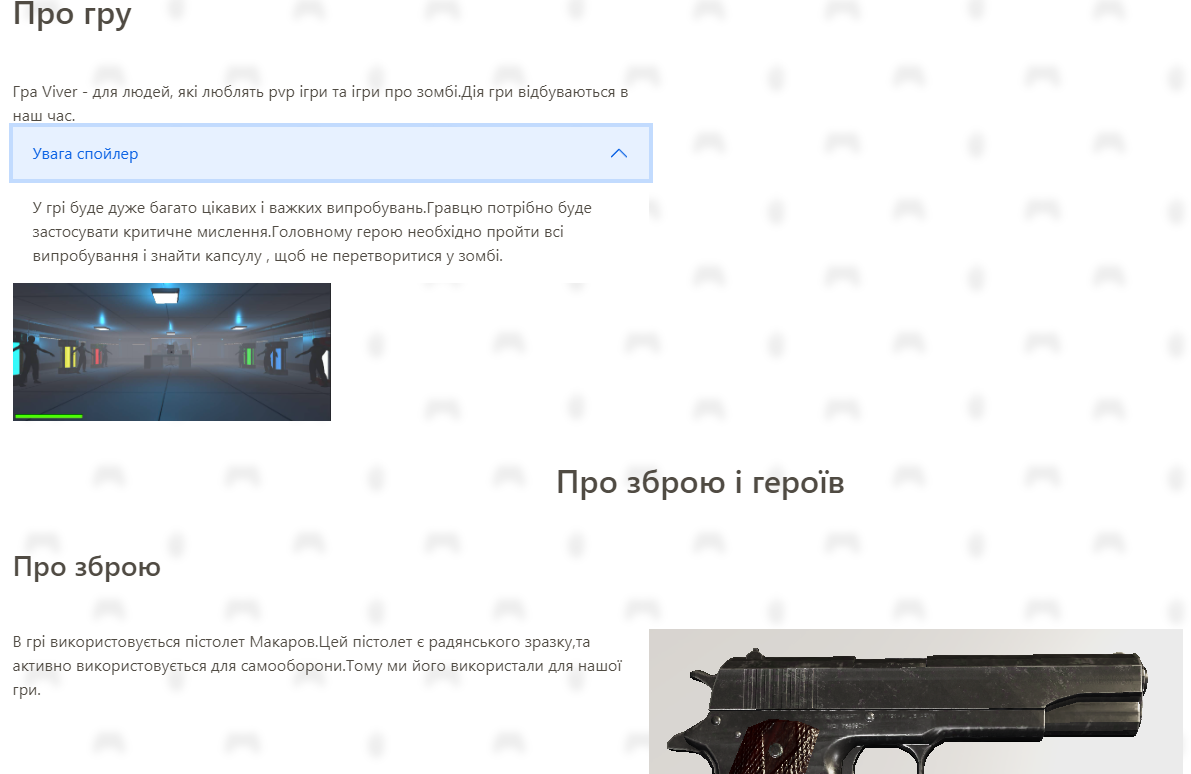 Про гру
Гра Viver - для людей, які люблять pvp ігри та ігри про зомбі.Дія гри відбуваються в
наш час.
Увага спойлер
У грі буде дуже багато цікавих і важких випробувань.Гравцю потрібно буде
застосувати критичне мислення.Головному герою необхідно пройти всі
випробування і знайти капсулу , щоб не перетворитися у зомбі.
Про зброю і героїв
Про зброю
В грі використовується пістолет Макаров.Цей пістолет є радянського зразку,та
активно використовується для самооборони.Тому ми його використали для нашої
гри.